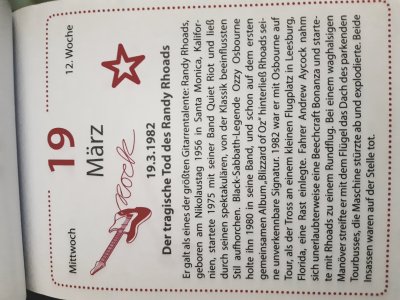 Mittwoch
19
12. Woche
März
Rock
19.3.1982
Der tragische Tod des Randy Rhoads
Er galt als eines der größten Gitarrentalente: Randy Rhoads,
geboren am Nikolaustag 1956 in Santa Monica, Kalifor-
nien, startete 1975 mit seiner Band Quiet Riot und ließ
durch seinen spektakulären, von der Klassik beeinflussten
Stil aufhorchen. Black-Sabbath-Legende Ozzy Osbourne
holte ihn 1980 in seine Band, und schon auf dem ersten
gemeinsamen Album „Blizzard of Oz“ hinterließ Rhoads sei-
ne unverkennbare Signatur. 1982 war er mit Osbourne auf
Tour, als der Tross an einem kleinen Flugplatz in Leesburg,
Florida, eine Rast einlegte. Fahrer Andrew Aycock nahm
sich unerlaubterweise eine Beechcraft Bonanza und starte-
te mit Rhoads zu einem Rundflug. Bei einem waghalsigen
Manöver streifte er mit dem Flügel das Dach des parkenden
Tourbusses, die Maschine stürzte ab und explodierte. Beide
Insassen waren auf der Stelle tot.